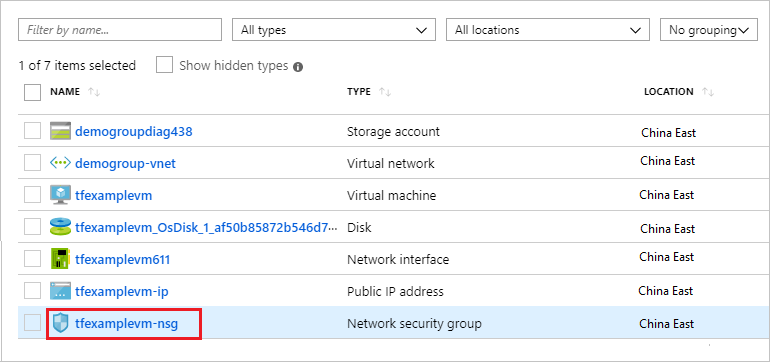 Filter by name... All types All locations No grouping
1 of 7 items selected Show hidden types
NAME TYPE LOCATION
demogroupdiag438 Storage account China East
demogroup-vnet Virtual network China East
tfexamplevm Virtual machine China East
tfexamplevm_OsDisk_1_af50b85872b546d7... Disk China East
tfexamplevm611 Network interface China East
tfexamplevm-ip Public IP address China East
tfexamplevm-nsg Network security group China East